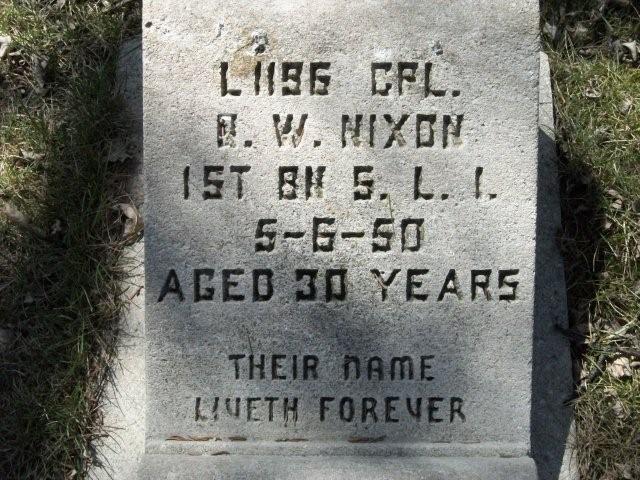 L1196 CPL.
W. NIXON
1ST BN S. L. I.
5-6-50
AGED 30 YEARS
THEIR NAME
LIVETH FOREVER